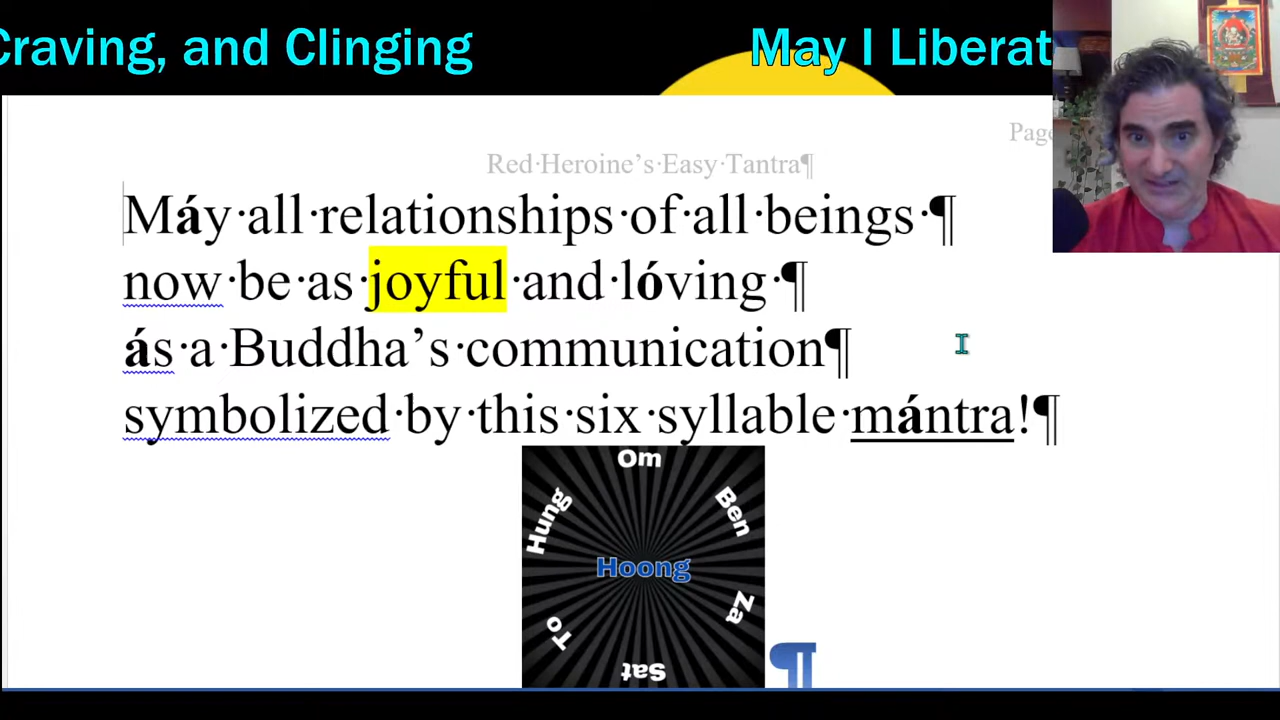 Craving, and Clinging May I Liberat
Page
Red Heroine's Easy Tantra¶
Máy all relationships of all beings ¶
now be as joyful and lóving ¶
ás a Buddha’s communication¶
symbolized by this six syllable mántra!¶
Om
Ben
Za
Sat
To
Hung
Hoong
¶